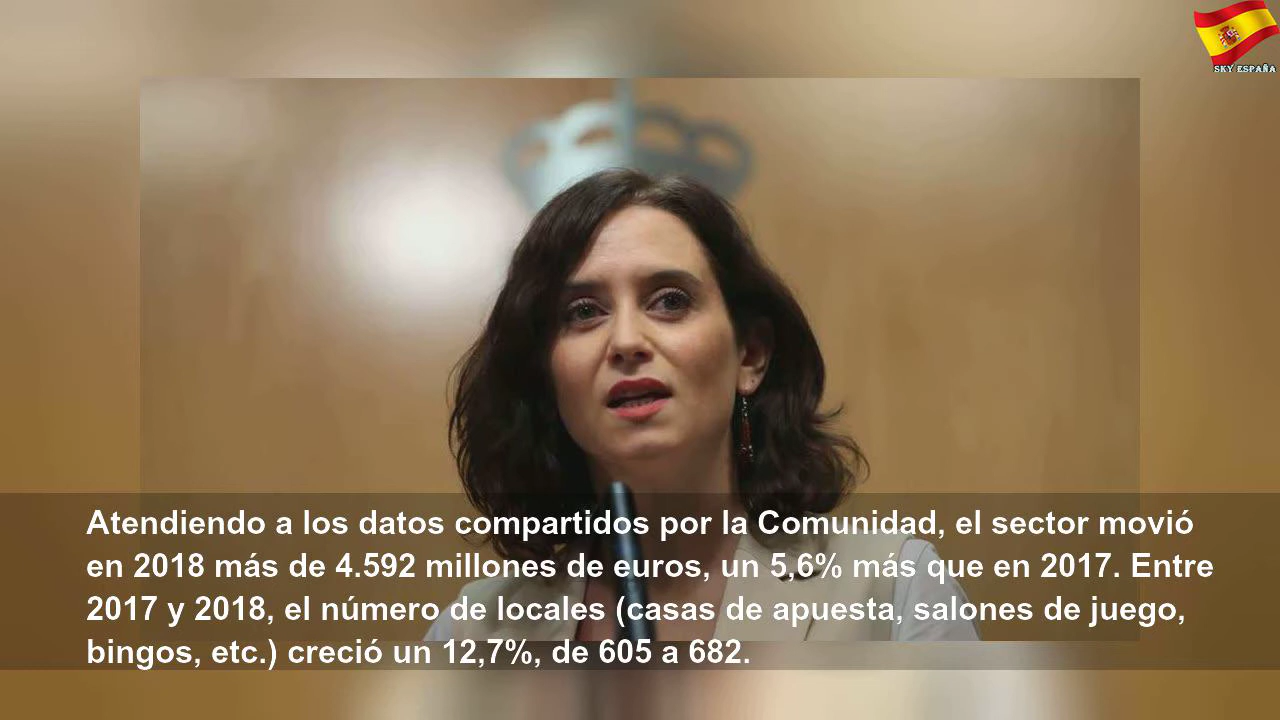 SKY ESPAÑA
Atendiendo a los datos compartidos por la Comunidad, el sector movió
en 2018 más de 4.592 millones de euros, un 5,6% más que en 2017. Entre
2017 y 2018, el número de locales (casas de apuesta, salones de juego,
bingos, etc.) creció un 12,7%, de 605 a 682.